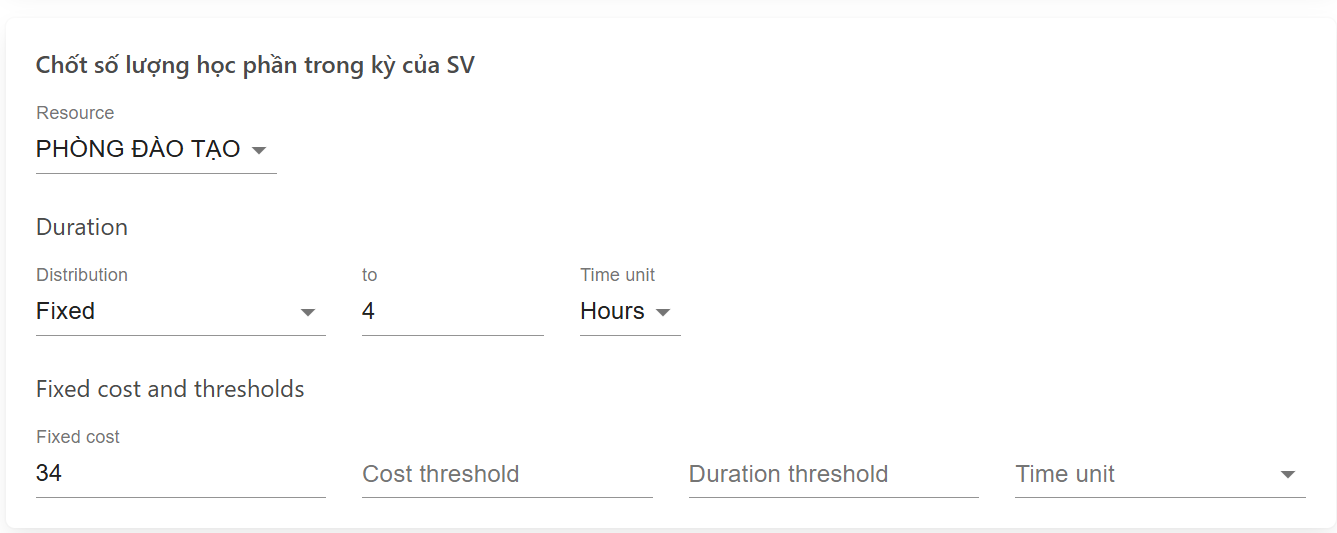 Chốt số lượng học phần trong kỳ của SV
Resource
PHÒNG ĐÀO TẠO
Duration
Distribution to Time unit
Fixed 4 Hours
Fixed cost and thresholds
Fixed cost
34 Cost threshold Duration threshold Time unit